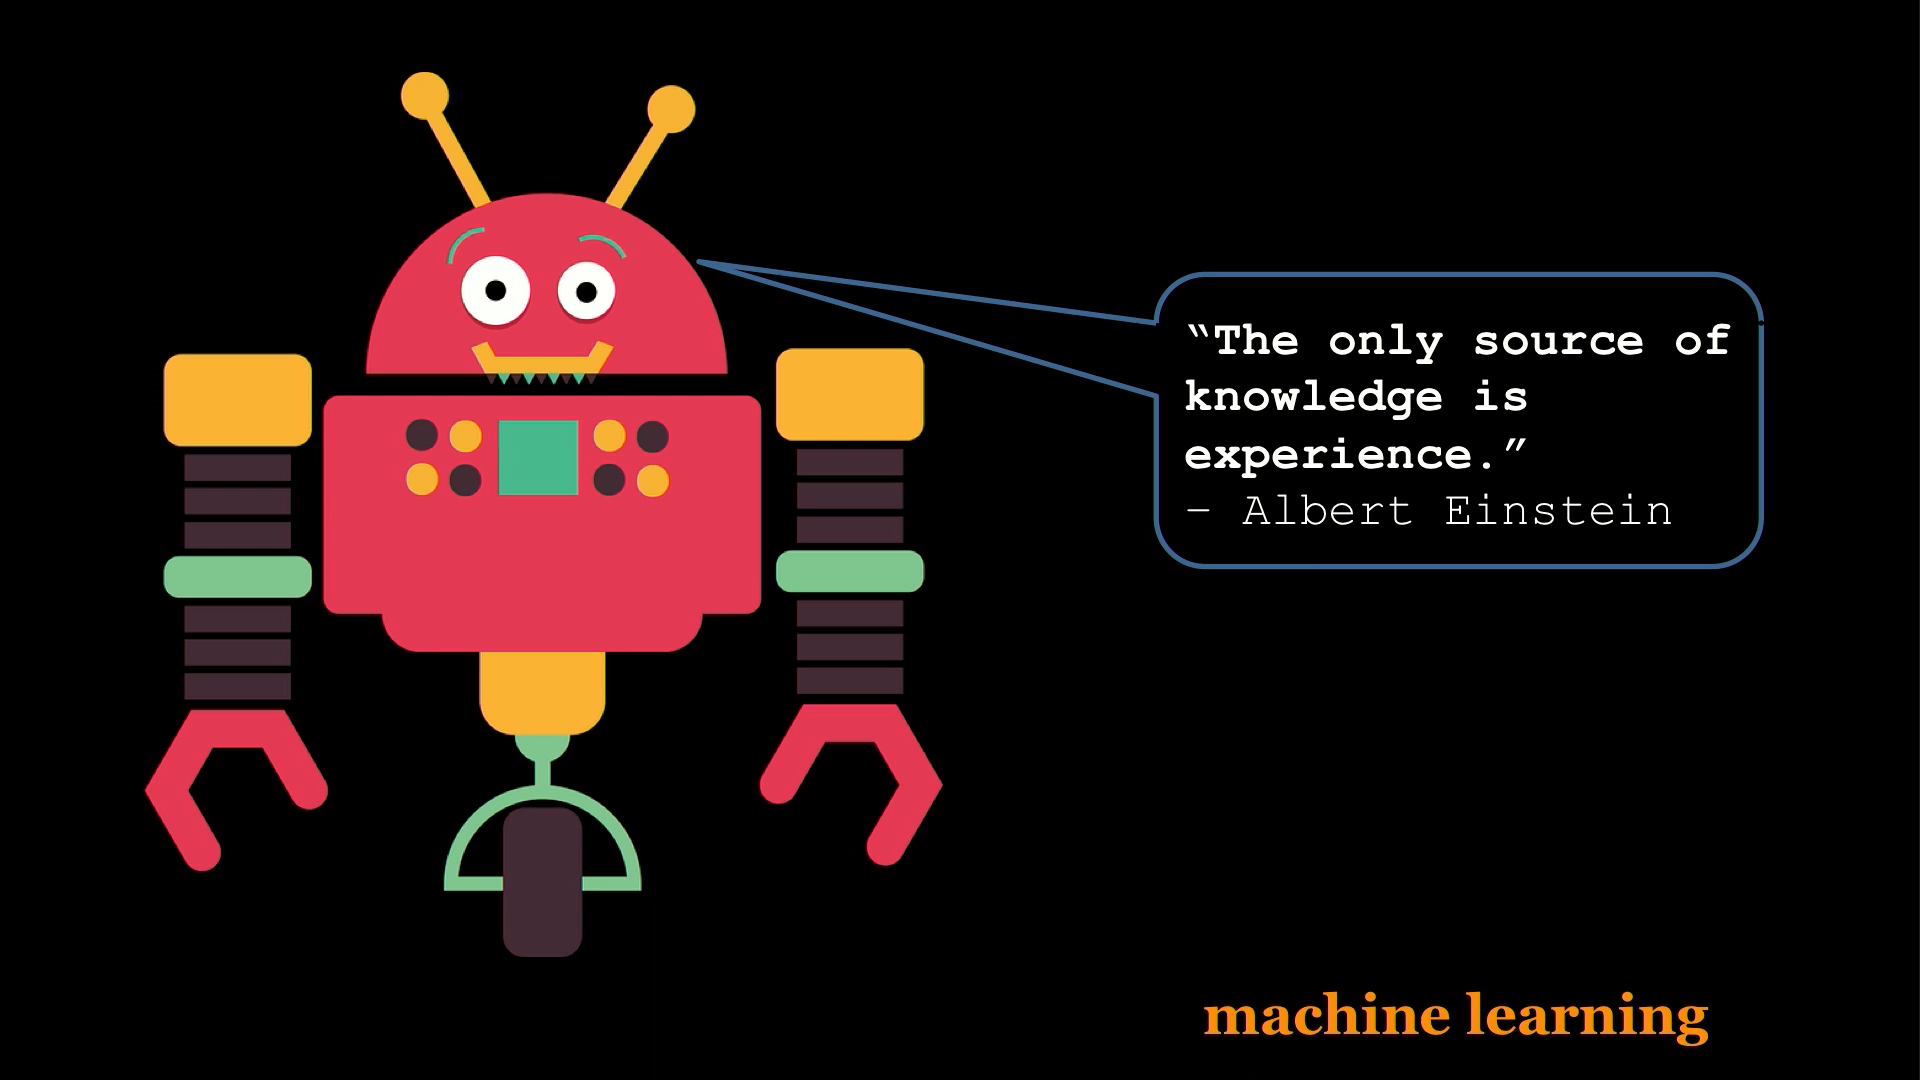 “The only source of
knowledge is
experience.”
– Albert Einstein
machine learning